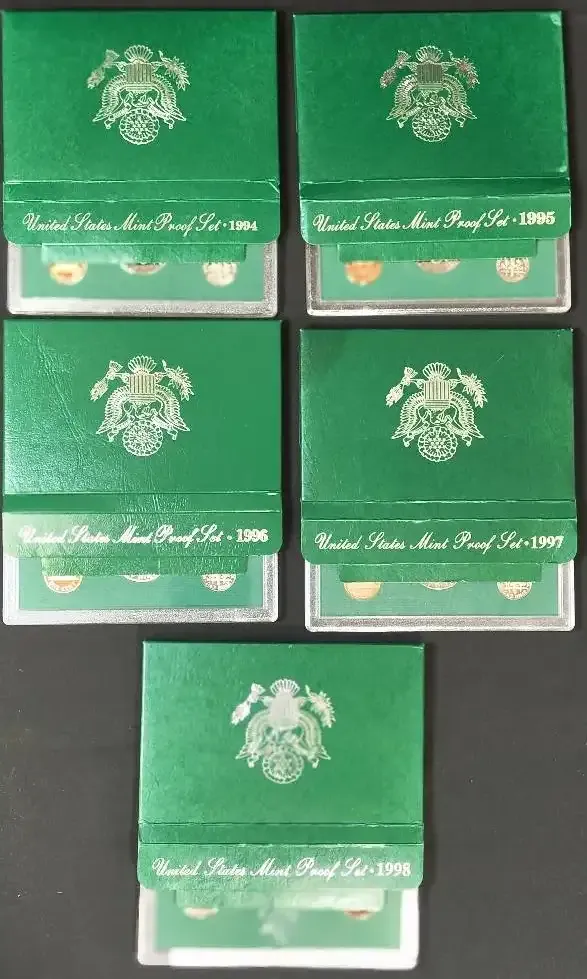 United States Mint Proof Set · 1994
United States Mint Proof Set · 1995
United States Mint Proof Set · 1996
United States Mint Proof Set · 1997
United States Mint Proof Set · 1998